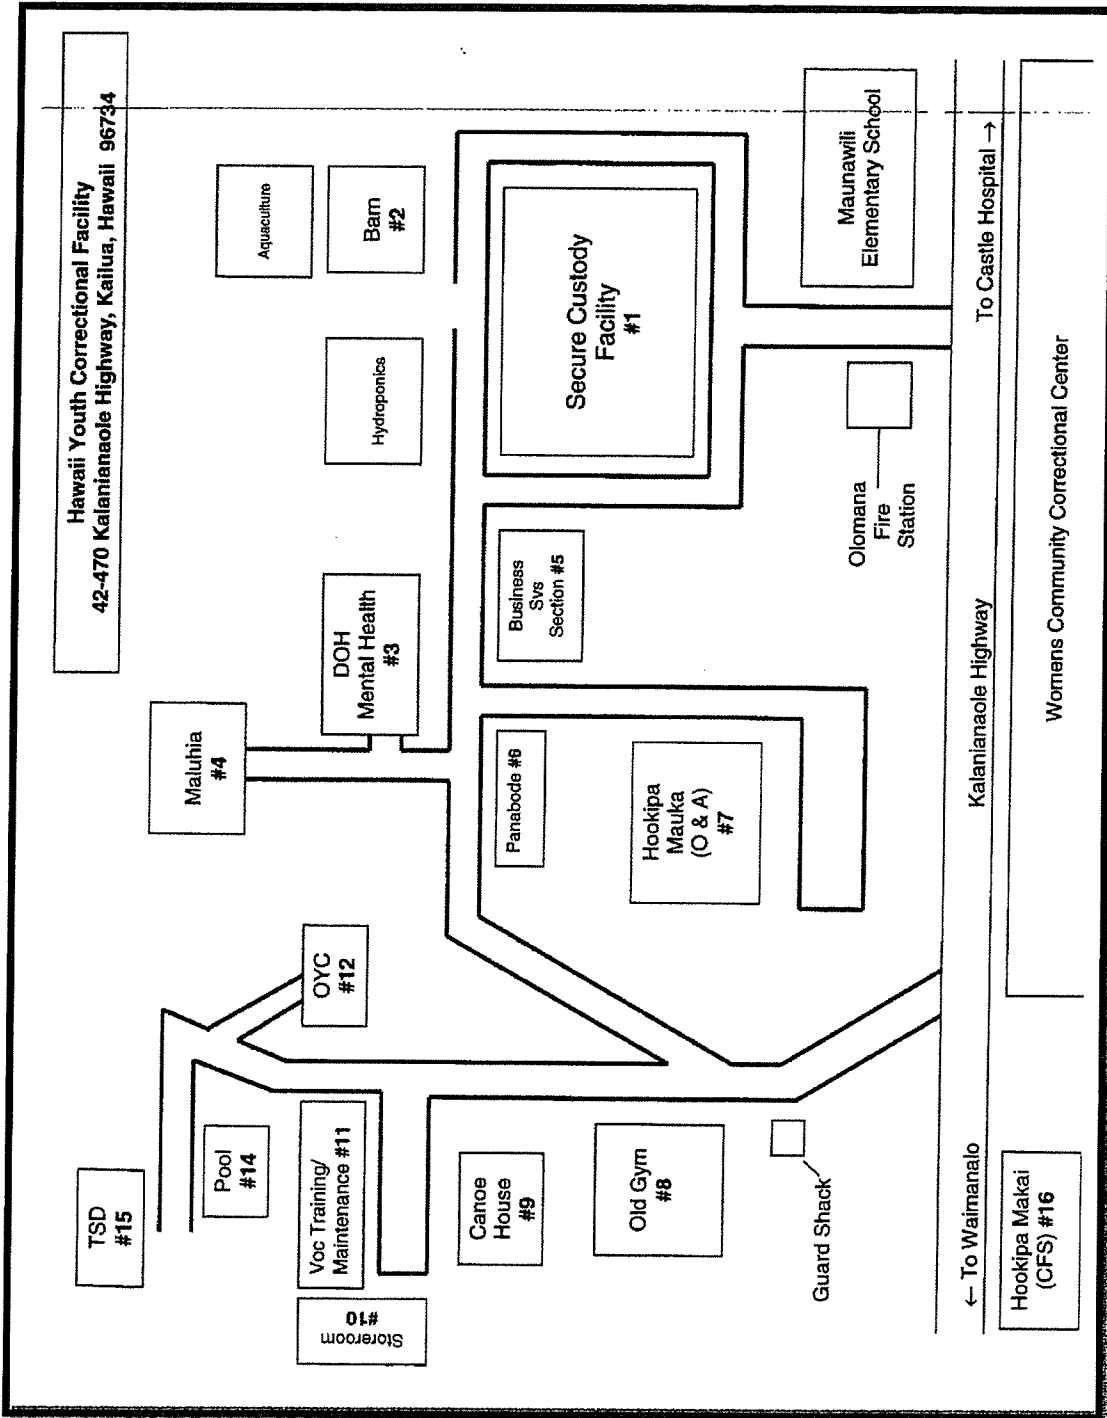 Hawaii Youth Correctional Facility
42-470 Kalanianaole Highway, Kailua, Hawaii 96734
TSD
#15
Pool
#14
Voc Training/
Maintenance #11
Storeroom
#10
Canoe
House
#9
Old Gym
#8
Guard Shack
OYC
#12
Maluhia
#4
DOH
Mental Health
#3
Hydroponics
Aquaculture
Barn
#2
Panabode #6
Hookipa
Mauka
(O & A)
#7
Business
Svs
Section #5
Secure Custody
Facility
#1
Olomana
Fire
Station
Maunawili
Elementary School
← To Waimanalo
Kalanianaole Highway
To Castle Hospital →
Hookipa Makai
(CFS) #16
Womens Community Correctional Center